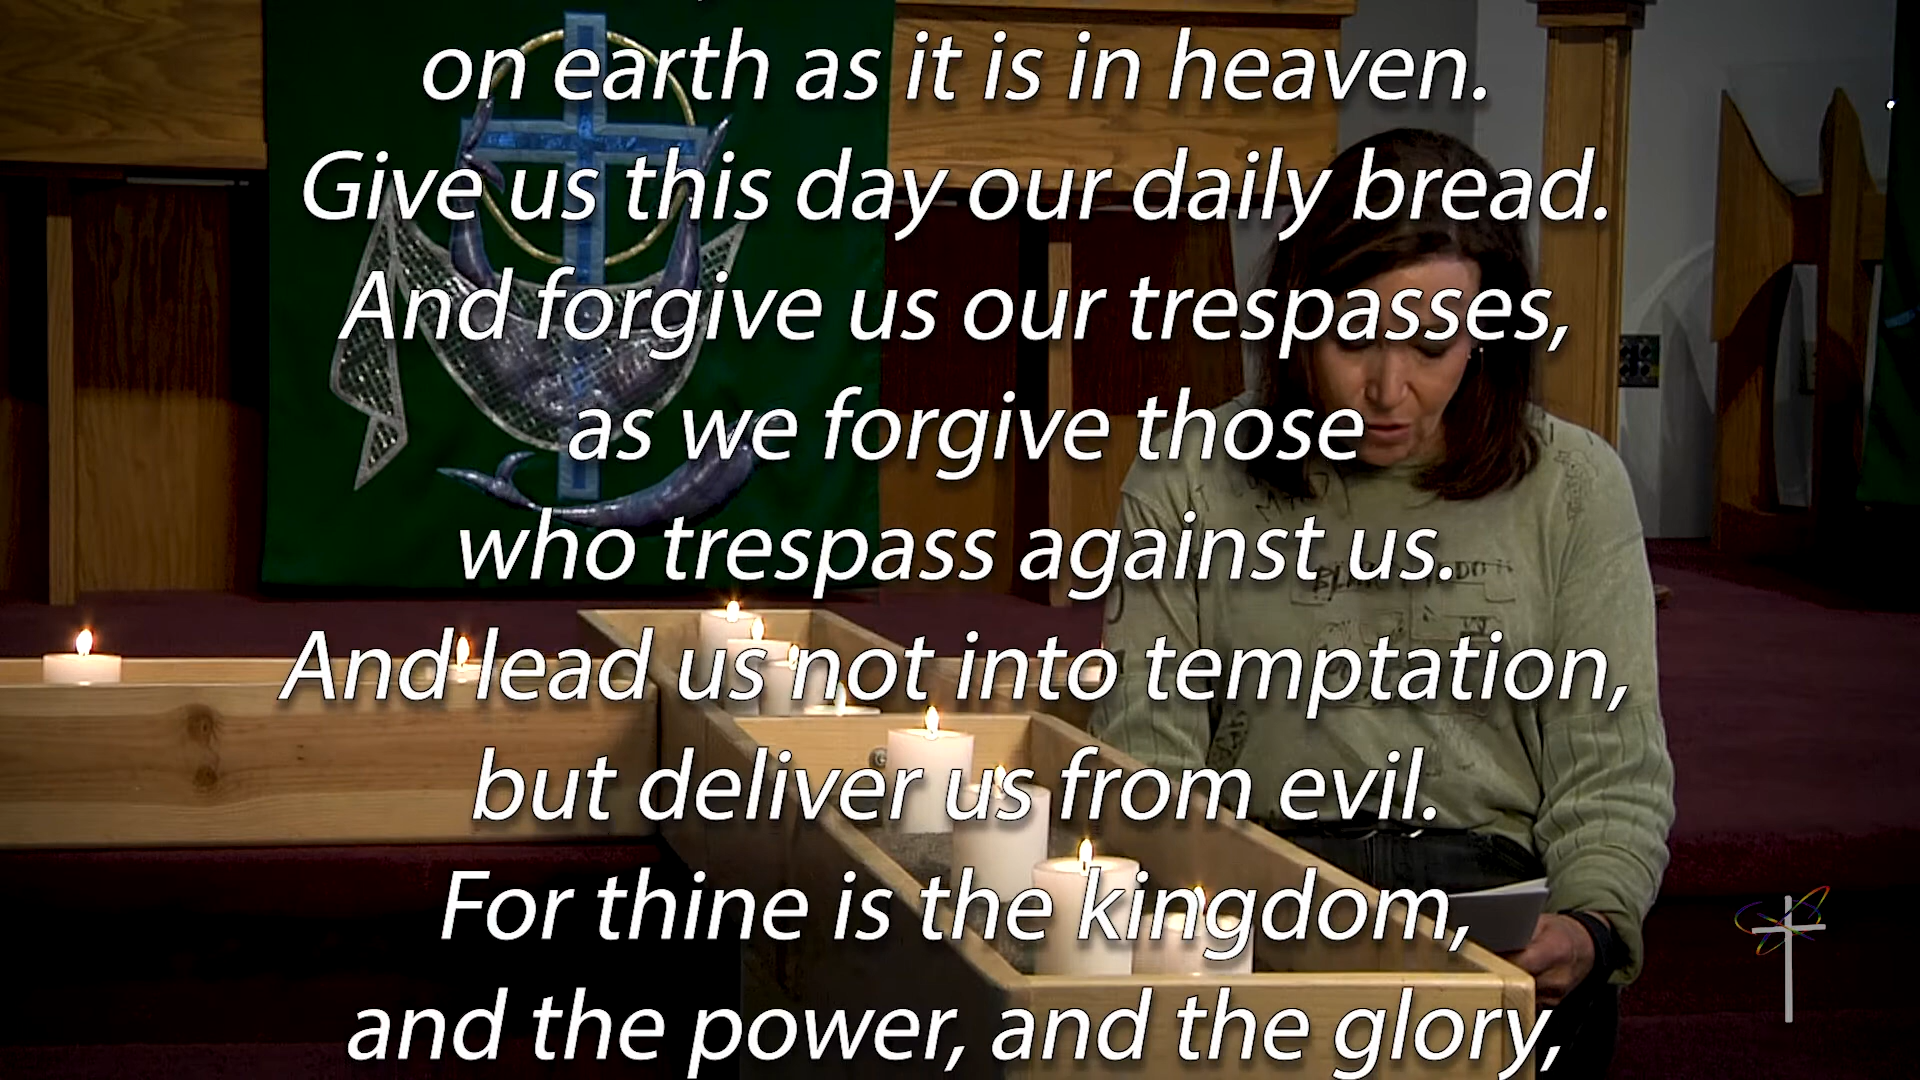 on earth as it is in heaven.
Give us this day our daily bread.
And forgive us our trespasses,
as we forgive those
who trespass against us.
And lead us not into temptation,
but deliver us from evil.
For thine is the kingdom,
and the power, and the glory,